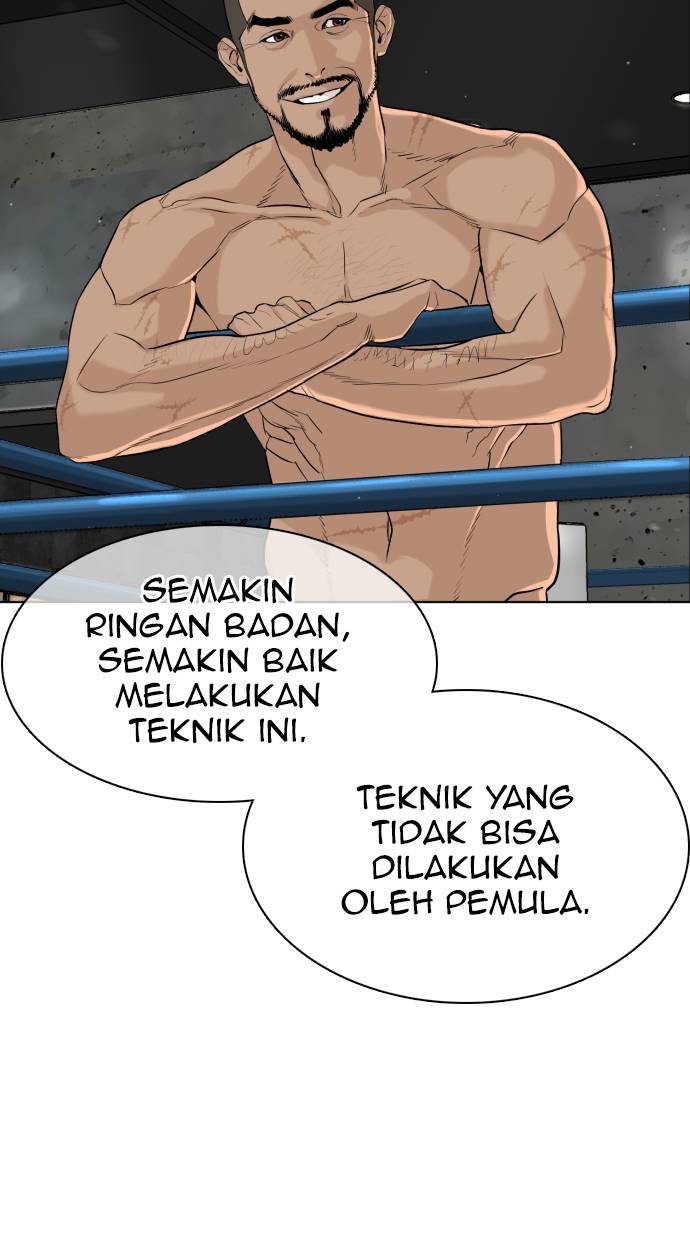 SEMAKIN
RINGAN BADAN,
SEMAKIN BAIK
MELAKUKAN
TEKNIK INI.
TEKNIK YANG
TIDAK BISA
DILAKUKAN
OLEH PEMULA.